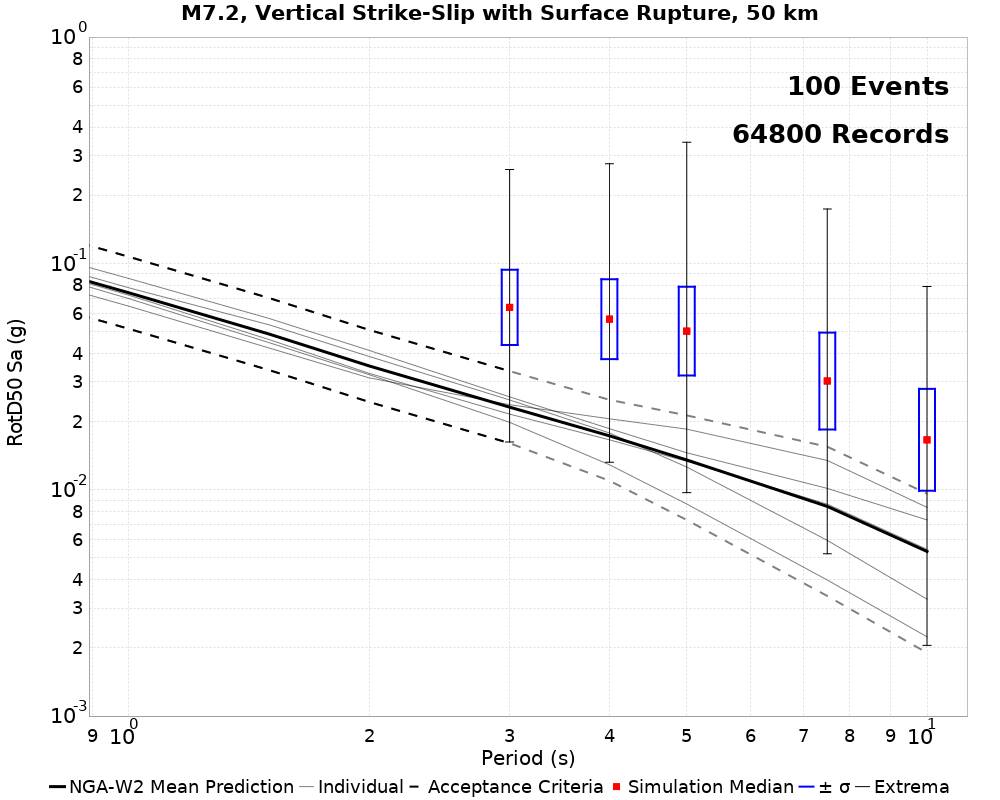 M7.2, Vertical Strike-Slip with Surface Rupture, 50 km
100 Events
64800 Records
RotD50 Sa (g)
10^0
8
6
4
3
2
10^-1
8
6
4
3
2
10^-2
8
6
4
3
2
10^-3
9 10^0 2 3 4 5 6 7 8 9 10^1
Period (s)
NGA-W2 Mean Prediction Individual Acceptance Criteria Simulation Median ± σ Extrema